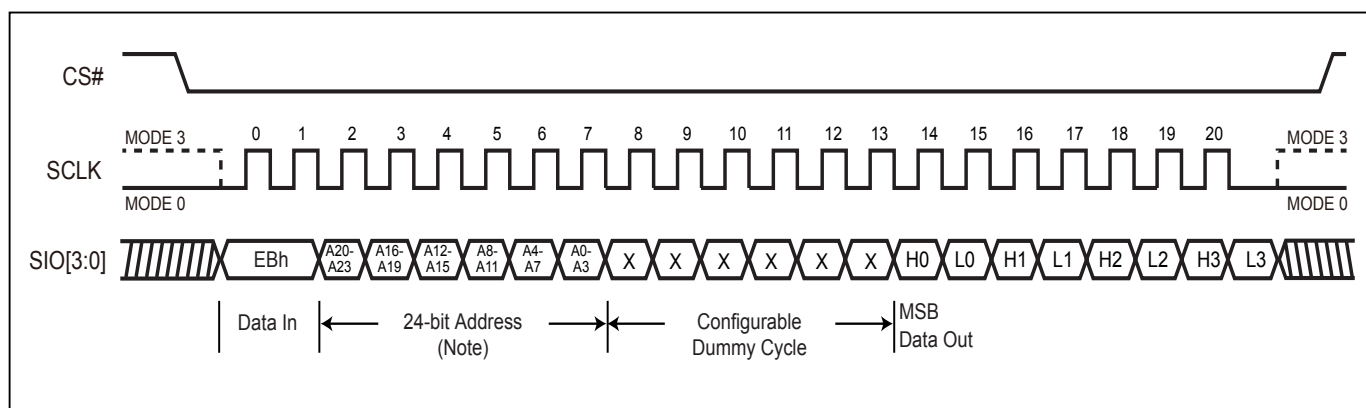 CS#
MODE 3 0 1 2 3 4 5 6 7 8 9 10 11 12 13 14 15 16 17 18 19 20 MODE 3
SCLK
MODE 0 MODE 0
SIO[3:0] EBh A20-A23 A16-A19 A12-A15 A8-A11 A4-A7 A0-A3 X X X X X X H0 L0 H1 L1 H2 L2 H3 L3
Data In 24-bit Address (Note) Configurable Dummy Cycle MSB Data Out